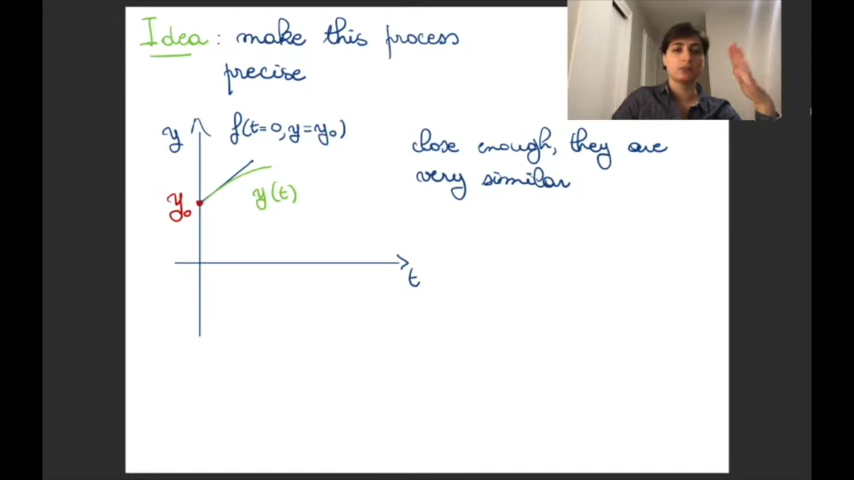 Idea: make this process
precise
y
f(t=0, y=y₀)
close enough, they are
very similar
y₀
y(t)
t